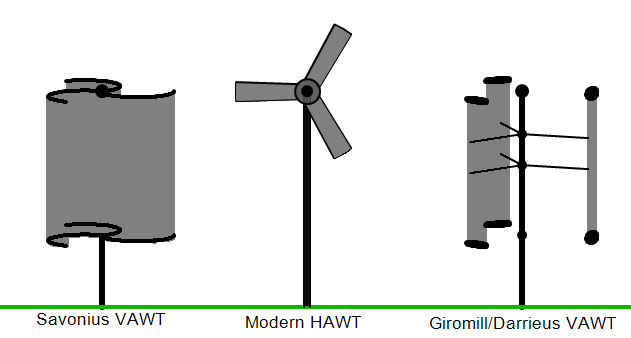 Savonius VAWT
Modern HAWT
Giromill/Darrieus VAWT